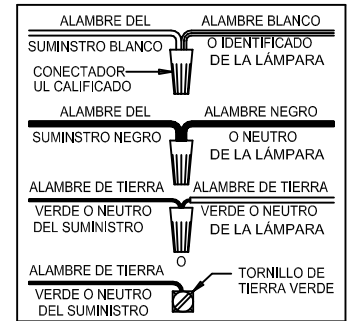 ALAMBRE DEL
SUMINSTRO BLANCO
ALAMBRE BLANCO
O IDENTIFICADO
DE LA LÁMPARA
CONECTADOR
UL CALIFICADO
ALAMBRE DEL
SUMINSTRO NEGRO
ALAMBRE NEGRO
O NEUTRO
DE LA LÁMPARA
ALAMBRE DE TIERRA
VERDE O NEUTRO
DEL SUMINISTRO
ALAMBRE DE TIERRA
VERDE O NEUTRO
DE LA LÁMPARA
O
ALAMBRE DE TIERRA
VERDE O NEUTRO
DEL SUMINISTRO
TORNILLO DE
TIERRA VERDE